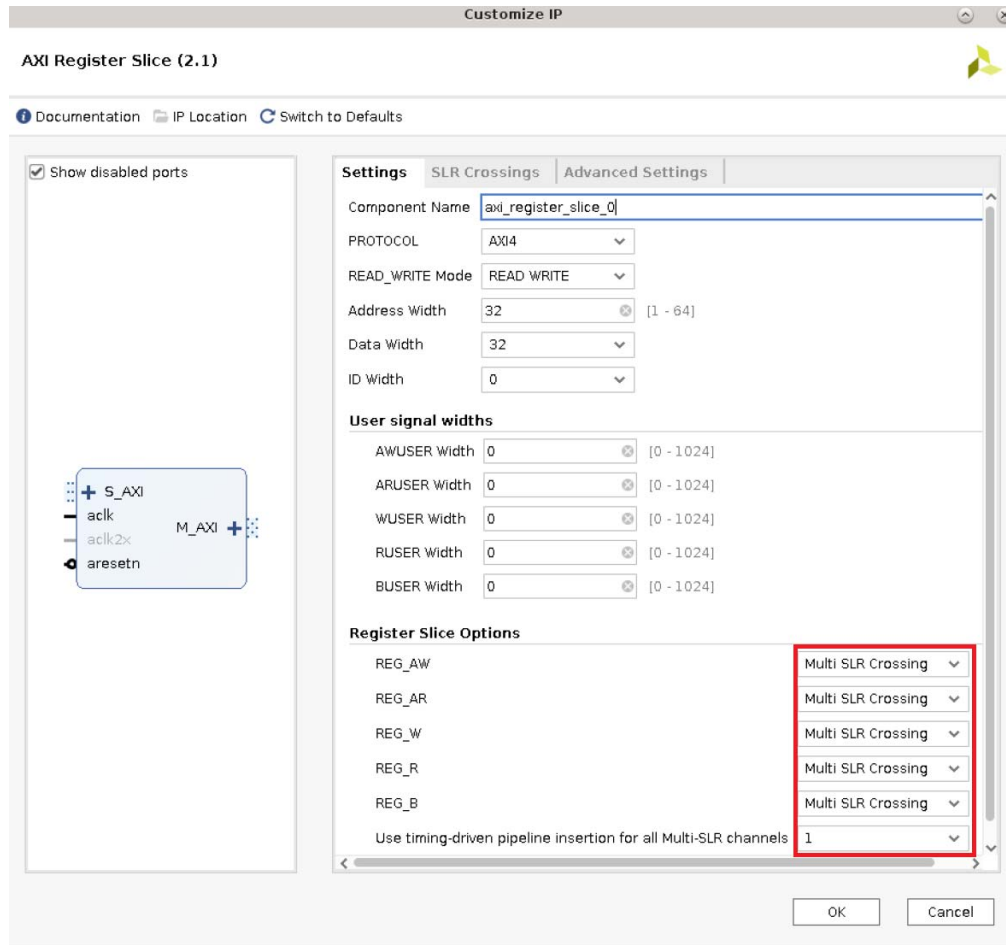 Customize IP
AXI Register Slice (2.1)
Documentation IP Location Switch to Defaults
Show disabled ports
S_AXI
aclk
aclk2x
aresetn
M_AXI
Settings SLR Crossings Advanced Settings
Component Name axi_register_slice_0
PROTOCOL AXI4
READ_WRITE Mode READ WRITE
Address Width 32 [1 - 64]
Data Width 32
ID Width 0
User signal widths
AWUSER Width 0 [0 - 1024]
ARUSER Width 0 [0 - 1024]
WUSER Width 0 [0 - 1024]
RUSER Width 0 [0 - 1024]
BUSER Width 0 [0 - 1024]
Register Slice Options
REG_AW Multi SLR Crossing
REG_AR Multi SLR Crossing
REG_W Multi SLR Crossing
REG_R Multi SLR Crossing
REG_B Multi SLR Crossing
Use timing-driven pipeline insertion for all Multi-SLR channels 1
OK Cancel